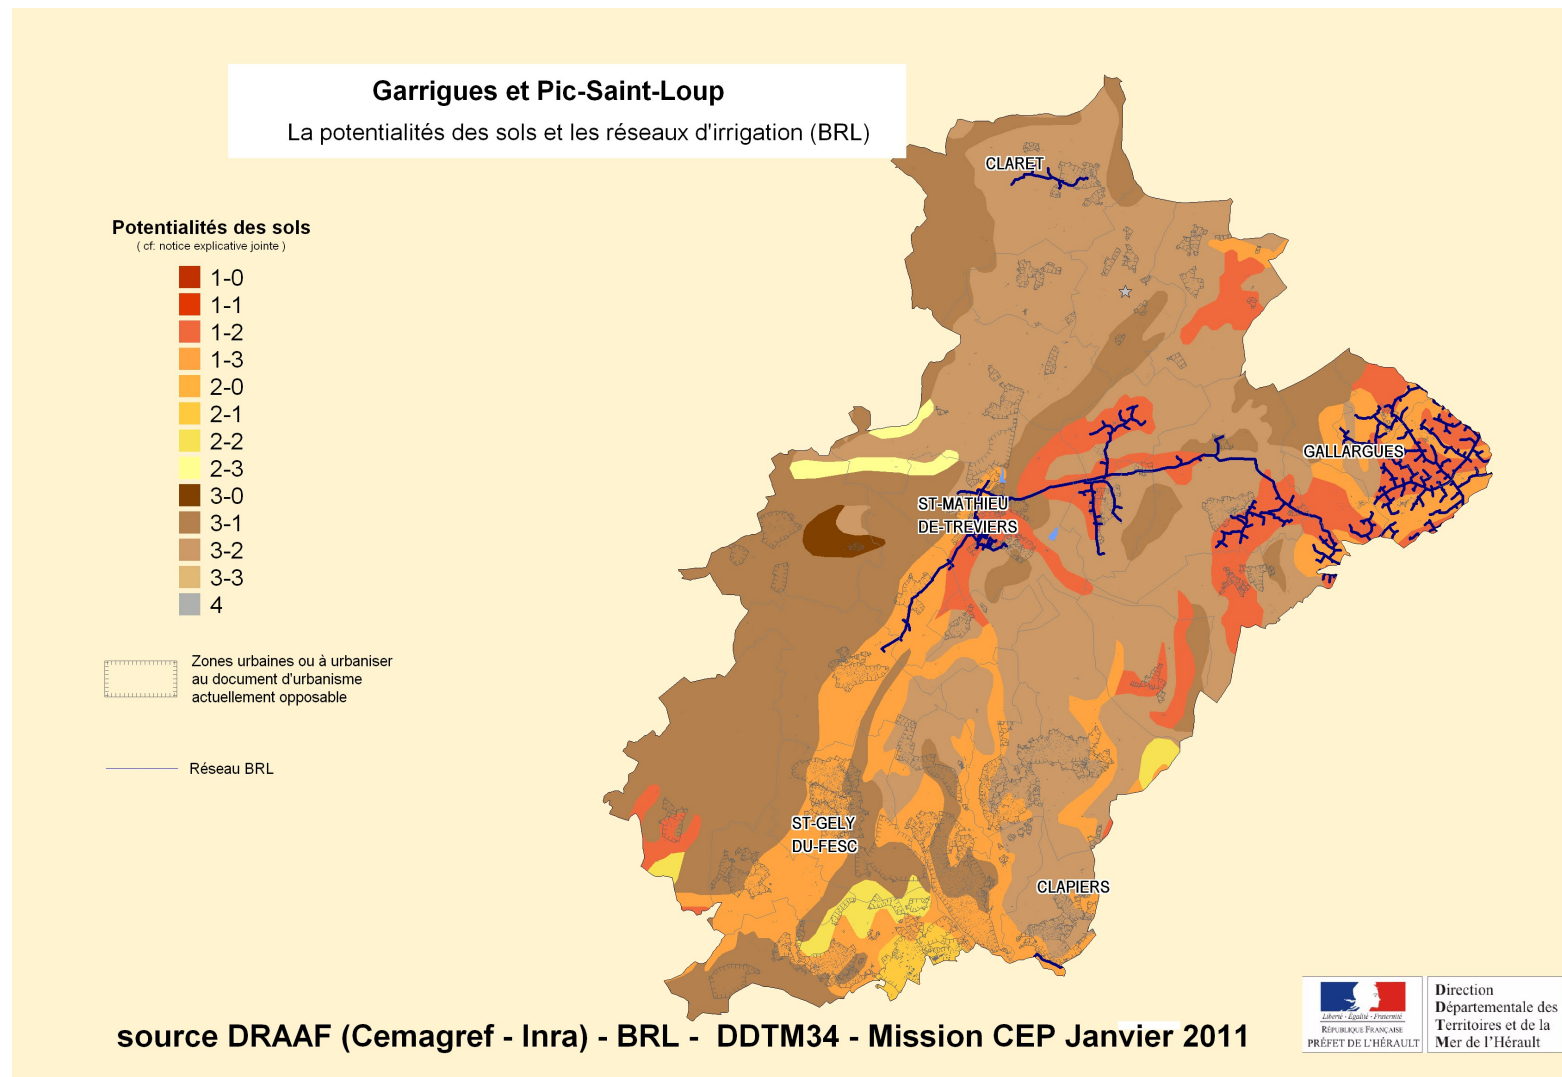 Garrigues et Pic-Saint-Loup
La potentialités des sols et les réseaux d'irrigation (BRL)
Potentialités des sols
( cf: notice explicative jointe )
1-0
1-1
1-2
1-3
2-0
2-1
2-2
2-3
3-0
3-1
3-2
3-3
4
Zones urbaines ou à urbaniser
au document d'urbanisme
actuellement opposable
Réseau BRL
CLARET
GALLARGUES
ST-MATHIEU
DE-TREVIERS
ST-GELY
DU-FESC
CLAPIERS
source DRAAF (Cemagref - Inra) - BRL - DDTM34 - Mission CEP Janvier 2011
Liberté • Égalité • Fraternité
RÉPUBLIQUE FRANÇAISE
PRÉFET DE L'HÉRAULT
Direction
Départementale des
Territoires et de la
Mer de l'Hérault